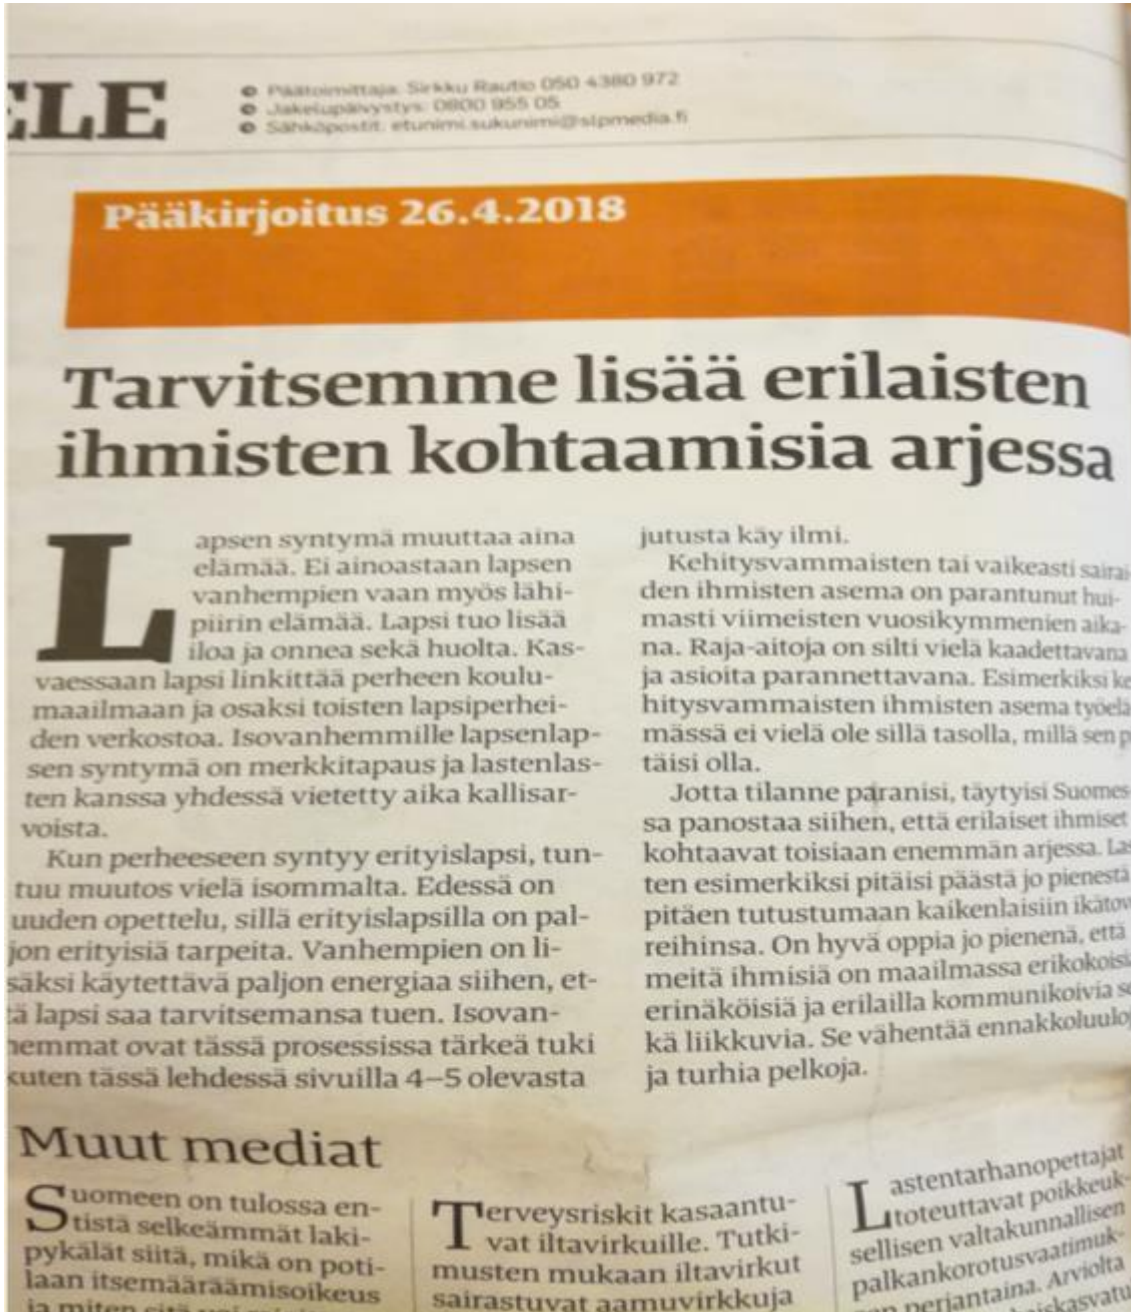 ELE
Päätoimittaja: Sirkku Rautio 050 4380 972
Jakelupäivystys: 0800 955 05
Sähköpostit: etunimi.sukunimi@slpmedia.fi
Pääkirjoitus 26.4.2018
Tarvitsemme lisää erilaisten
ihmisten kohtaamisia arjessa
Lapsen syntymä muuttaa aina
elämää. Ei ainoastaan lapsen
vanhempien vaan myös lähi-
piirin elämää. Lapsi tuo lisää
iloa ja onnea sekä huolta. Kas-
vaessaan lapsi linkittää perheen koulu-
maailmaan ja osaksi toisten lapsiperhei-
den verkostoa. Isovanhemmille lapsenlap-
sen syntymä on merkkitapaus ja lastenlas-
ten kanssa yhdessä vietetty aika kallisar-
voista.
Kun perheeseen syntyy erityislapsi, tun-
tuu muutos vielä isommalta. Edessä on
uuden opettelu, sillä erityislapsilla on pal-
jon erityisiä tarpeita. Vanhempien on li-
säksi käytettävä paljon energiaa siihen, et-
tä lapsi saa tarvitsemansa tuen. Isovan-
hemmat ovat tässä prosessissa tärkeä tuki
kuten tässä lehdessä sivuilla 4–5 olevasta
jutusta käy ilmi.
Kehitysvammaisten tai vaikeasti sairai-
den ihmisten asema on parantunut hui-
masti viimeisten vuosikymmenien aika-
na. Raja-aitoja on silti vielä kaadettavana
ja asioita parannettavana. Esimerkiksi ke
hitysvammaisten ihmisten asema työelä
mässä ei vielä ole sillä tasolla, millä sen p
täisi olla.
Jotta tilanne paranisi, täytyisi Suomes
sa panostaa siihen, että erilaiset ihmiset
kohtaavat toisiaan enemmän arjessa. Las
ten esimerkiksi pitäisi päästä jo pienestä
pitäen tutustumaan kaikenlaisiin ikätov
reihinsa. On hyvä oppia jo pienenä, että
meitä ihmisiä on maailmassa erikokoisia
erinäköisiä ja erilailla kommunikoivia se
kä liikkuvia. Se vähentää ennakkoluuloj
ja turhia pelkoja.
Muut mediat
Suomeen on tulossa en-
tistä selkeämmät laki-
pykälät siitä, mikä on poti-
laan itsemääräämisoikeus
ja miten sitä voi
Terveysriskit kasaantu-
vat iltavirkuille. Tutki-
musten mukaan iltavirkut
sairastuvat aamuvirkkuja
Lastentarhanopettajat
toteuttavat poikkeuk-
sellisen valtakunnallisen
palkankorotusvaatimuk-
sen perjantaina. Arviolta
kasvatu